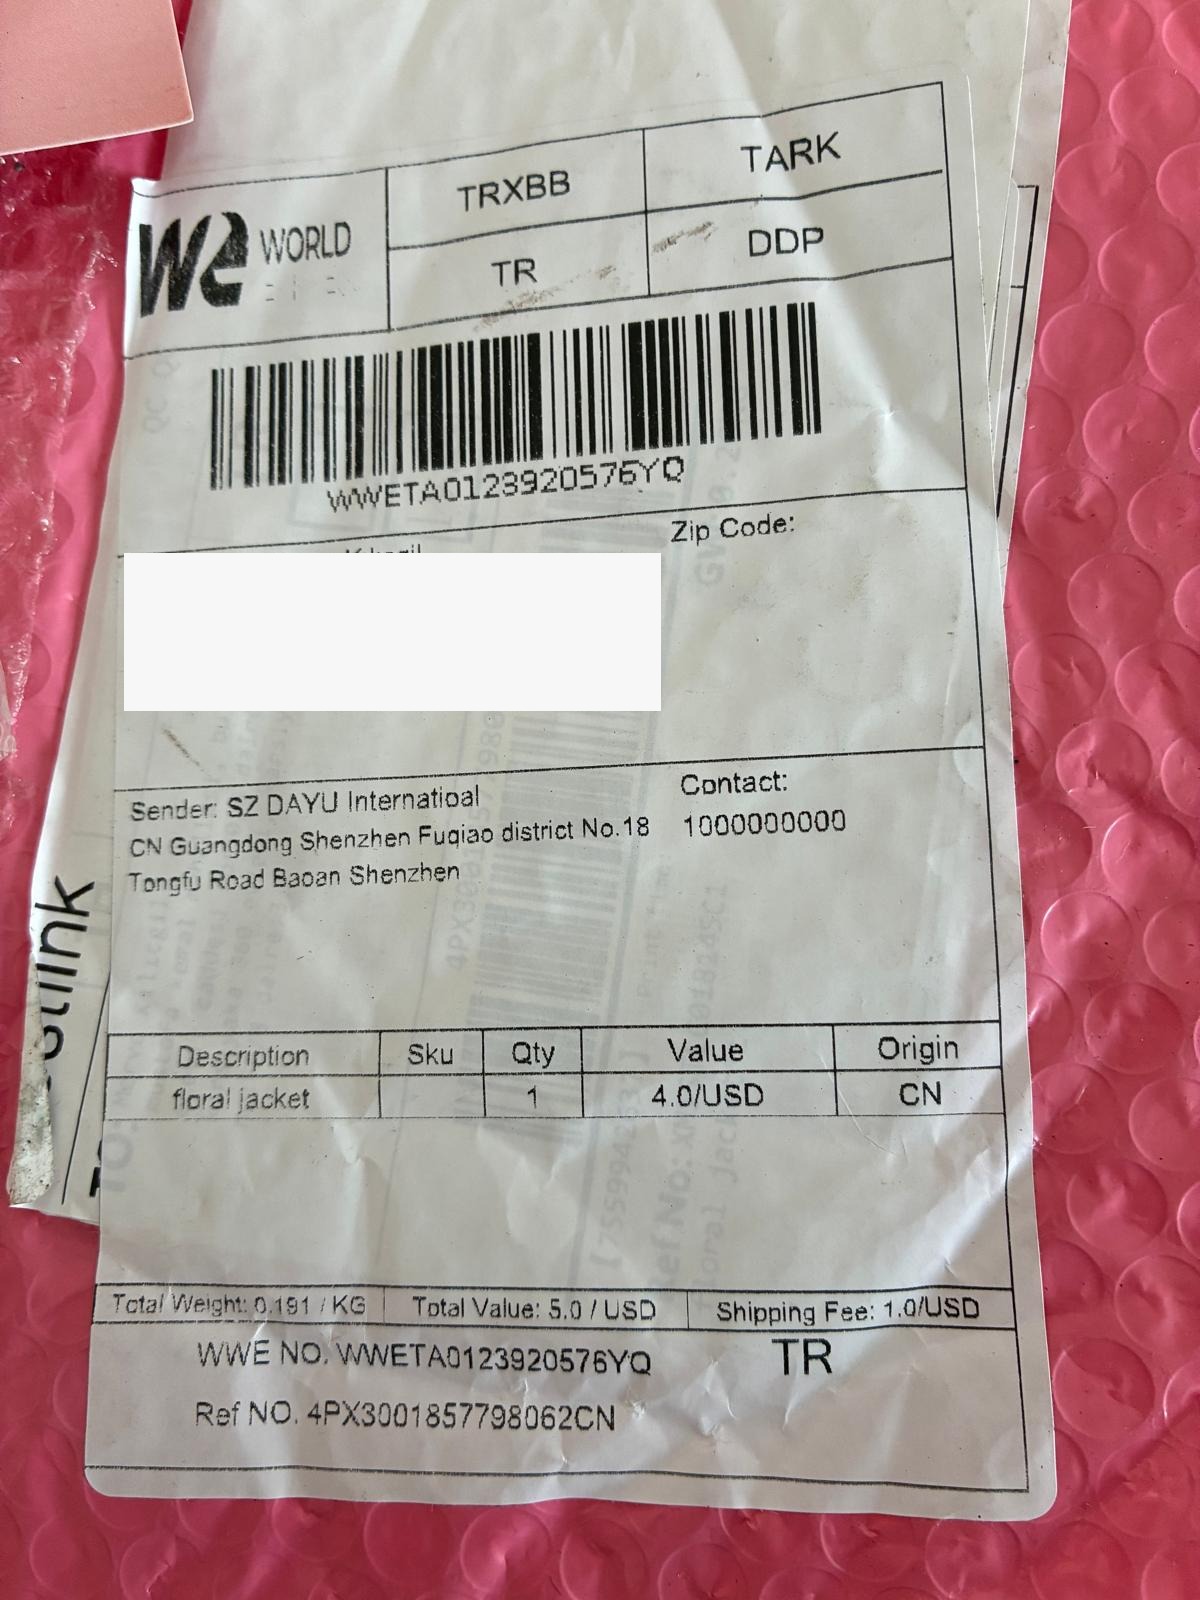 WE WORLD
TRXBB
TARK
TR
DDP
WWETA0123920576YQ
Zip Code:
Sender: SZ DAYU Internatioal
CN Guangdong Shenzhen Fuqiao district No.18
Tongfu Road Baoan Shenzhen
Contact:
1000000000
Description Sku Qty Value Origin
floral jacket 1 4.0/USD CN
Total Weight: 0.191 / KG Total Value: 5.0 / USD Shipping Fee: 1.0/USD
WWE NO. WWETA0123920576YQ TR
Ref NO. 4PX3001857798062CN